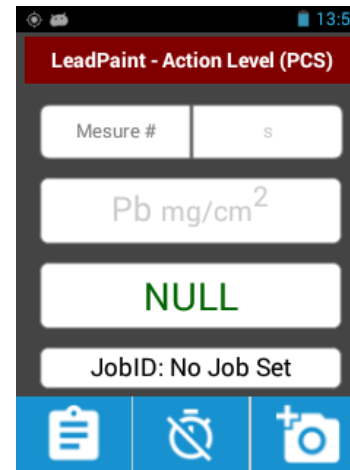 13:5
LeadPaint - Action Level (PCS)
Mesure # s
Pb mg/cm²
NULL
JobID: No Job Set